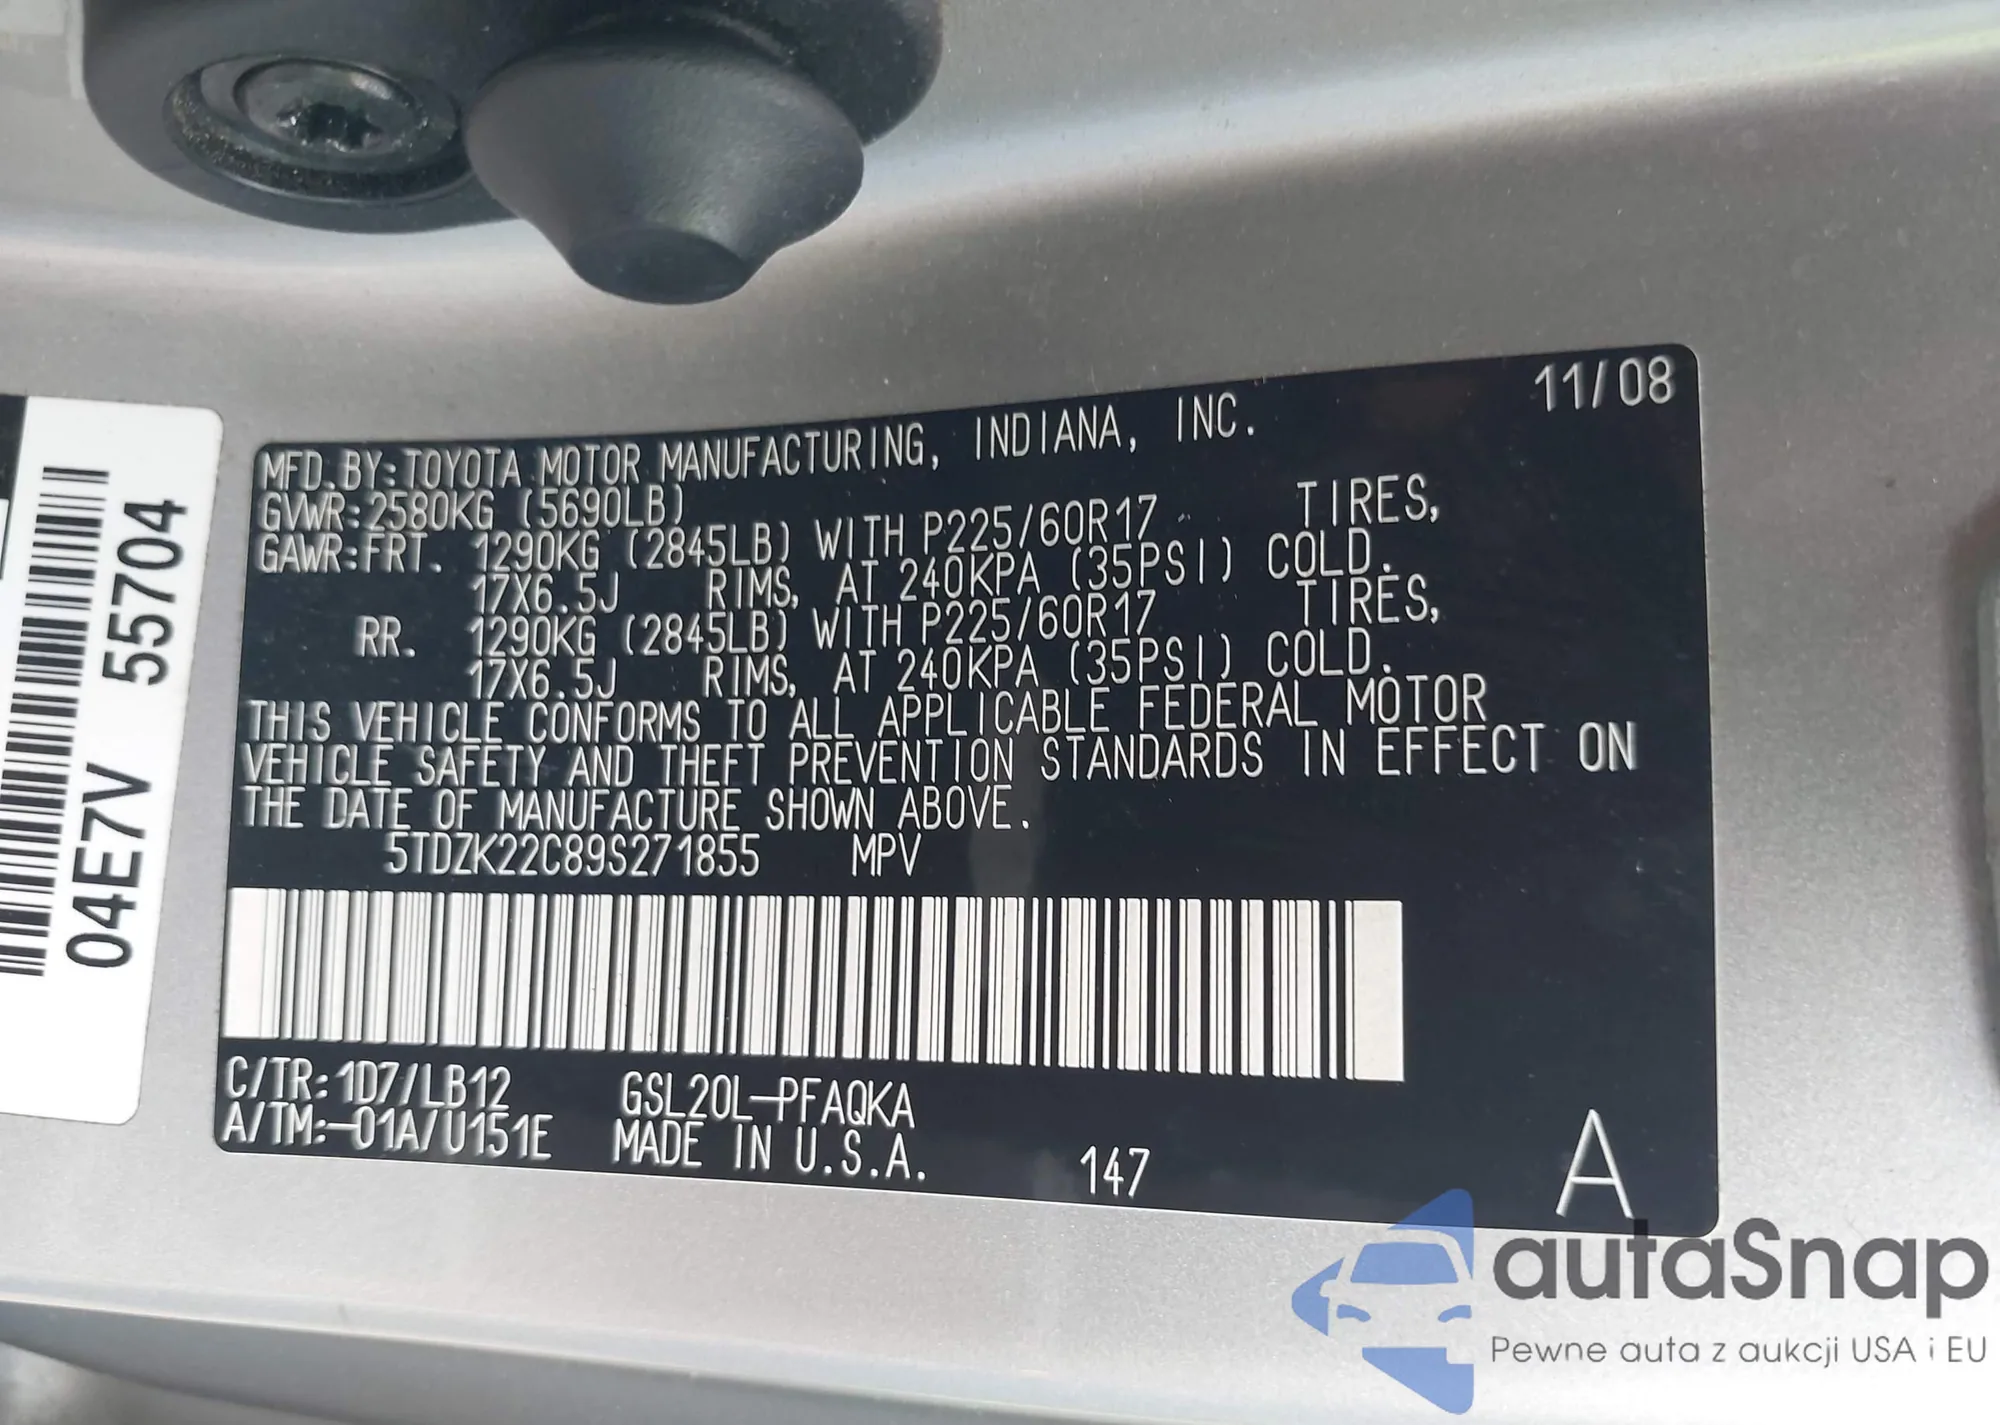 11/08
MFD.BY:TOYOTA MOTOR MANUFACTURING, INDIANA, INC.
GVWR:2580KG (5690LB)
GAWR:FRT. 1290KG (2845LB) WITH P225/60R17 TIRES,
17X6.5J RIMS, AT 240KPA (35PSI) COLD.
RR. 1290KG (2845LB) WITH P225/60R17 TIRES,
17X6.5J RIMS, AT 240KPA (35PSI) COLD.
THIS VEHICLE CONFORMS TO ALL APPLICABLE FEDERAL MOTOR
VEHICLE SAFETY AND THEFT PREVENTION STANDARDS IN EFFECT ON
THE DATE OF MANUFACTURE SHOWN ABOVE.
5TDZK22C89S271855 MPV
C/TR:1D7/LB12 GSL20L-PFAQKA
A/TM:-01A/U151E MADE IN U.S.A. 147 A
04E7V 55704
autaSnap
Pewne auta z aukcji USA i EU